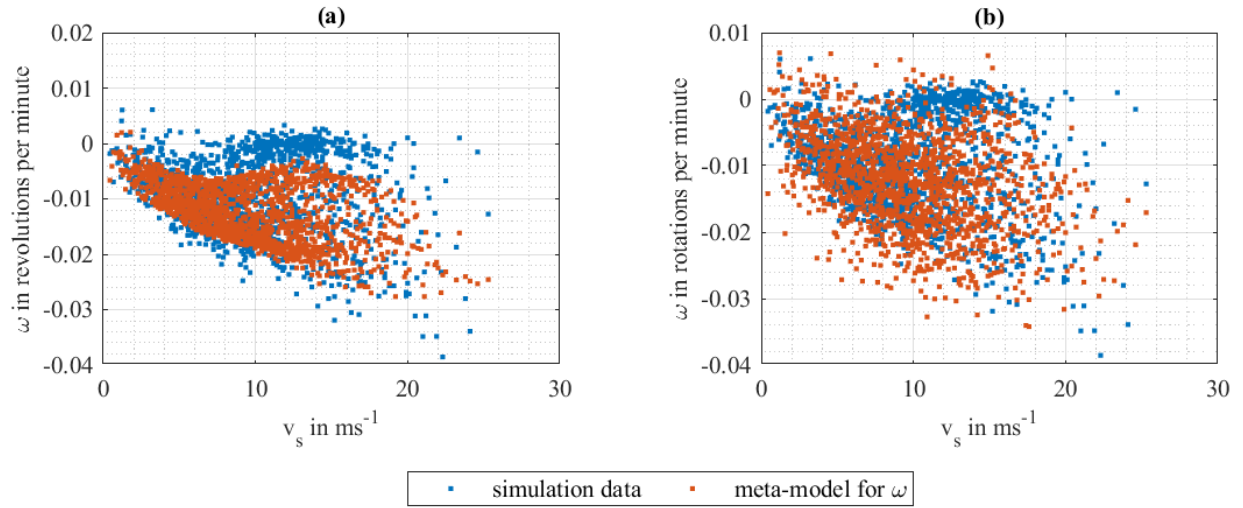 (a)
0.02
0.01
0
-0.01
-0.02
-0.03
-0.04
0 10 20 30
ω in revolutions per minute
v_s in ms^-1
(b)
0.01
0
-0.01
-0.02
-0.03
-0.04
0 10 20 30
ω in rotations per minute
v_s in ms^-1
simulation data meta-model for ω